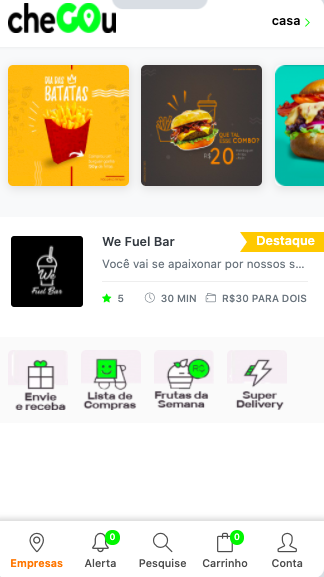 cheGOu
casa
DIA DAS
BATATAS
QUE TAL
ESSE COMBO?
R$20
We Fuel Bar
Destaque
Você vai se apaixonar por nossos s...
We
Fuel Bar
5
30 MIN
R$30 PARA DOIS
Envie
e receba
Lista de
Compras
R$
Frutas da
Semana
Super
Delivery
0
0
Empresas
Alerta
Pesquise
Carrinho
Conta